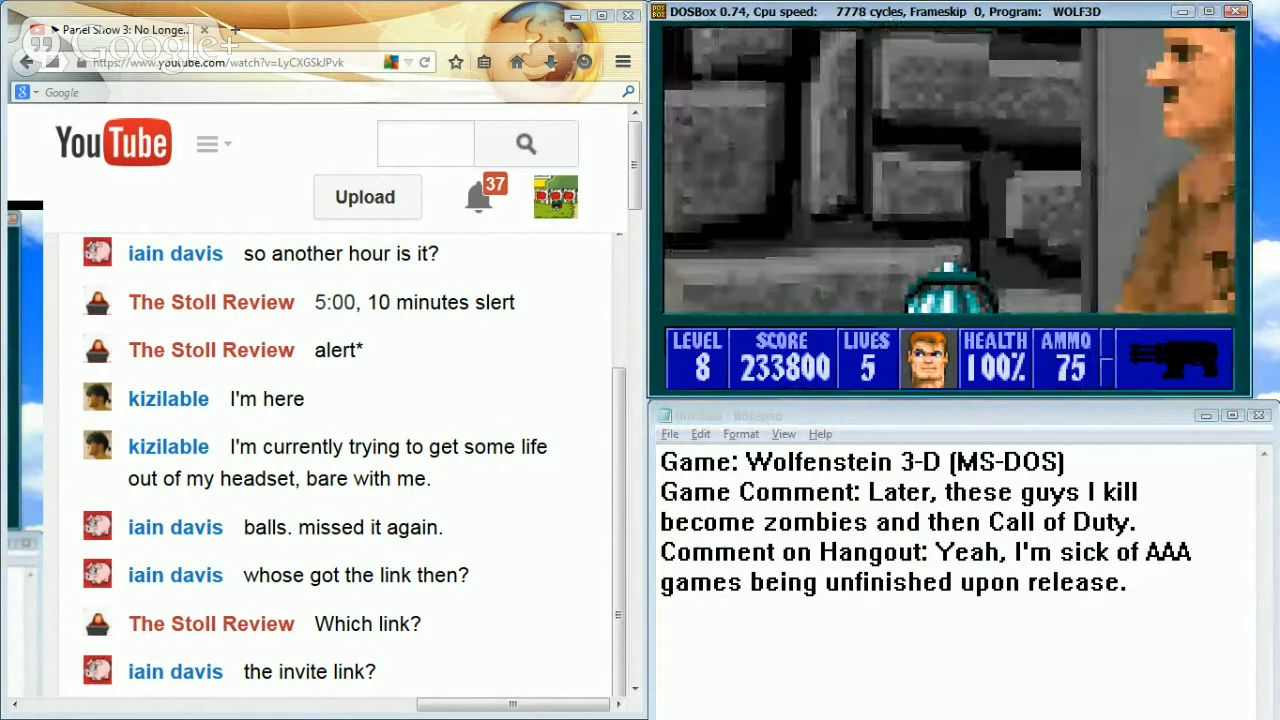 Panel Show 3: No Longe...
Google+
https://www.youtube.com/watch?v=LyCXGSkJPvk
Google
YouTube
Upload
37
iain davis so another hour is it?
The Stoll Review 5:00, 10 minutes slert
The Stoll Review alert*
kizilable I'm here
kizilable I'm currently trying to get some life
out of my headset, bare with me.
iain davis balls. missed it again.
iain davis whose got the link then?
The Stoll Review Which link?
iain davis the invite link?
DOSBox 0.74, Cpu speed: 7778 cycles, Frameskip 0, Program: WOLF3D
LEVEL SCORE LIVES HEALTH AMMO
8 233800 5 100% 75
File Edit Format View Help
Game: Wolfenstein 3-D (MS-DOS)
Game Comment: Later, these guys I kill
become zombies and then Call of Duty.
Comment on Hangout: Yeah, I'm sick of AAA
games being unfinished upon release.